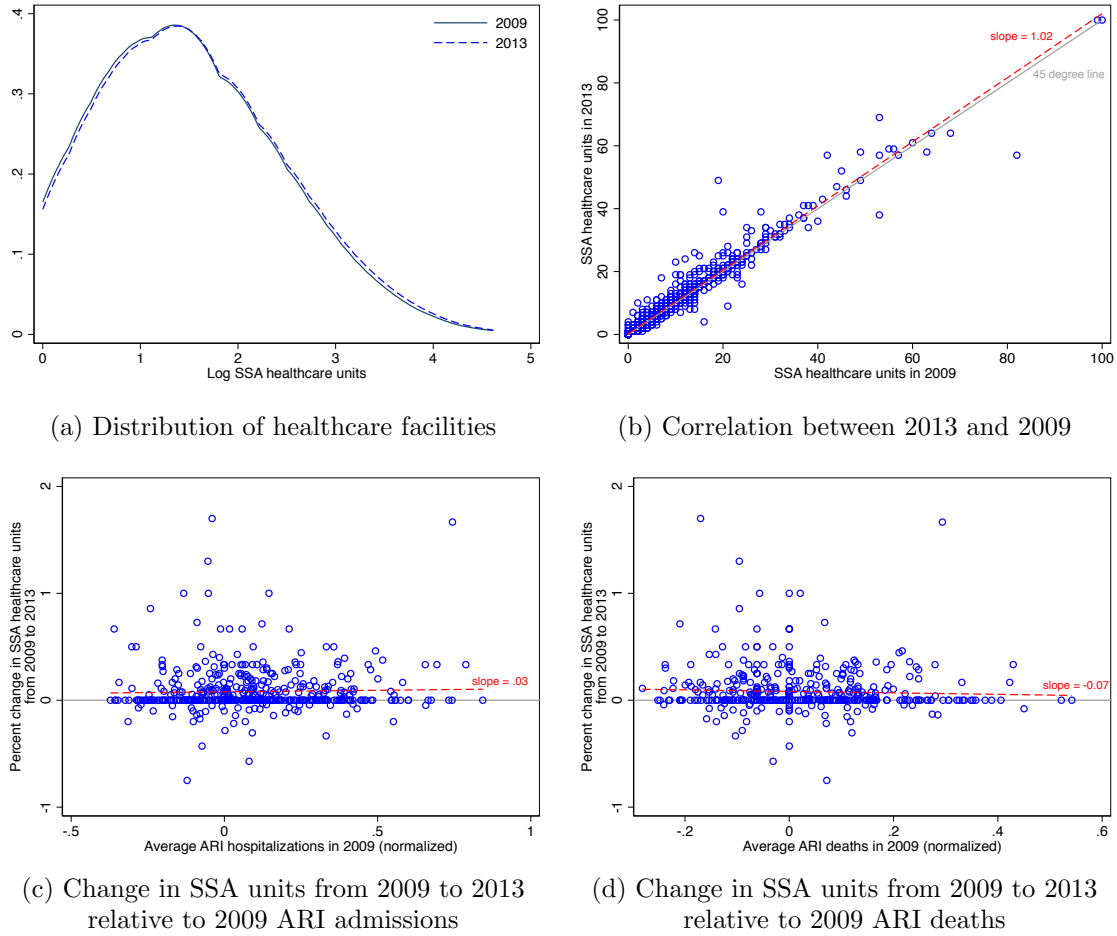 .4
.3
.2
.1
0
0
1
2
3
4
5
Log SSA healthcare units
2009
2013
(a) Distribution of healthcare facilities
SSA healthcare units in 2013
100
80
60
40
20
0
0
20
40
60
80
100
SSA healthcare units in 2009
slope = 1.02
45 degree line
(b) Correlation between 2013 and 2009
Percent change in SSA healthcare units
from 2009 to 2013
2
1
0
-1
-.5
0
.5
1
Average ARI hospitalizations in 2009 (normalized)
slope = .03
(c) Change in SSA units from 2009 to 2013
relative to 2009 ARI admissions
Percent change in SSA healthcare units
from 2009 to 2013
2
1
0
-1
-.2
0
.2
.4
.6
Average ARI deaths in 2009 (normalized)
slope = -0.07
(d) Change in SSA units from 2009 to 2013
relative to 2009 ARI deaths